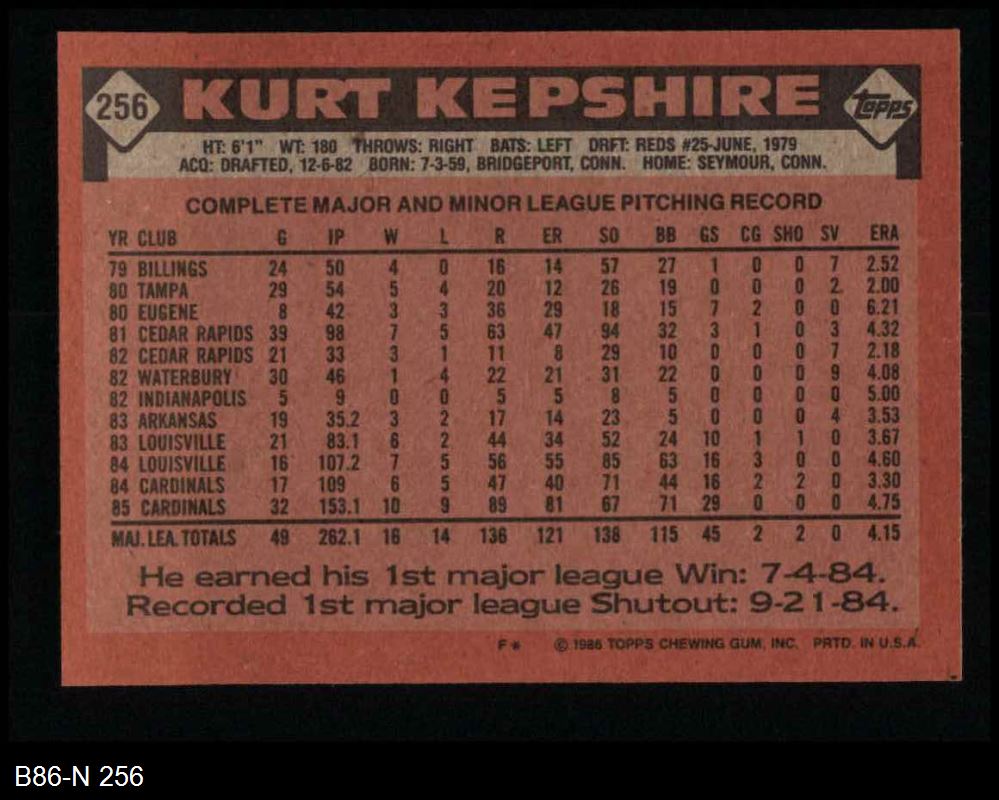 256 KURT KEPSHIRE Topps
HT: 6'1" WT: 180 THROWS: RIGHT BATS: LEFT DRFT: REDS #25-JUNE, 1979
ACQ: DRAFTED, 12-6-82 BORN: 7-3-59, BRIDGEPORT, CONN. HOME: SEYMOUR, CONN.
COMPLETE MAJOR AND MINOR LEAGUE PITCHING RECORD
YR CLUB G IP W L R ER SO BB GS CG SHO SV ERA
79 BILLINGS 24 50 4 0 16 14 57 27 1 0 0 7 2.52
80 TAMPA 29 54 5 4 20 12 26 19 0 0 0 2 2.00
80 EUGENE 8 42 3 3 36 29 18 15 7 2 0 0 6.21
81 CEDAR RAPIDS 39 98 7 5 63 47 94 32 3 1 0 3 4.32
82 CEDAR RAPIDS 21 33 3 1 11 8 29 10 0 0 0 7 2.18
82 WATERBURY 30 46 1 4 22 21 31 22 0 0 0 9 4.08
82 INDIANAPOLIS 5 9 0 0 5 5 8 5 0 0 0 0 5.00
83 ARKANSAS 19 35.2 3 2 17 14 23 5 0 0 0 4 3.53
83 LOUISVILLE 21 83.1 6 2 44 34 52 24 10 1 1 0 3.67
84 LOUISVILLE 16 107.2 7 5 56 55 85 63 16 3 0 0 4.60
84 CARDINALS 17 109 6 5 47 40 71 44 16 2 2 0 3.30
85 CARDINALS 32 153.1 10 9 89 81 67 71 29 0 0 0 4.75
MAJ. LEA. TOTALS 49 262.1 16 14 136 121 138 115 45 2 2 0 4.15
He earned his 1st major league Win: 7-4-84.
Recorded 1st major league Shutout: 9-21-84.
F* © 1986 TOPPS CHEWING GUM, INC. PRTD. IN U.S.A.
B86-N 256